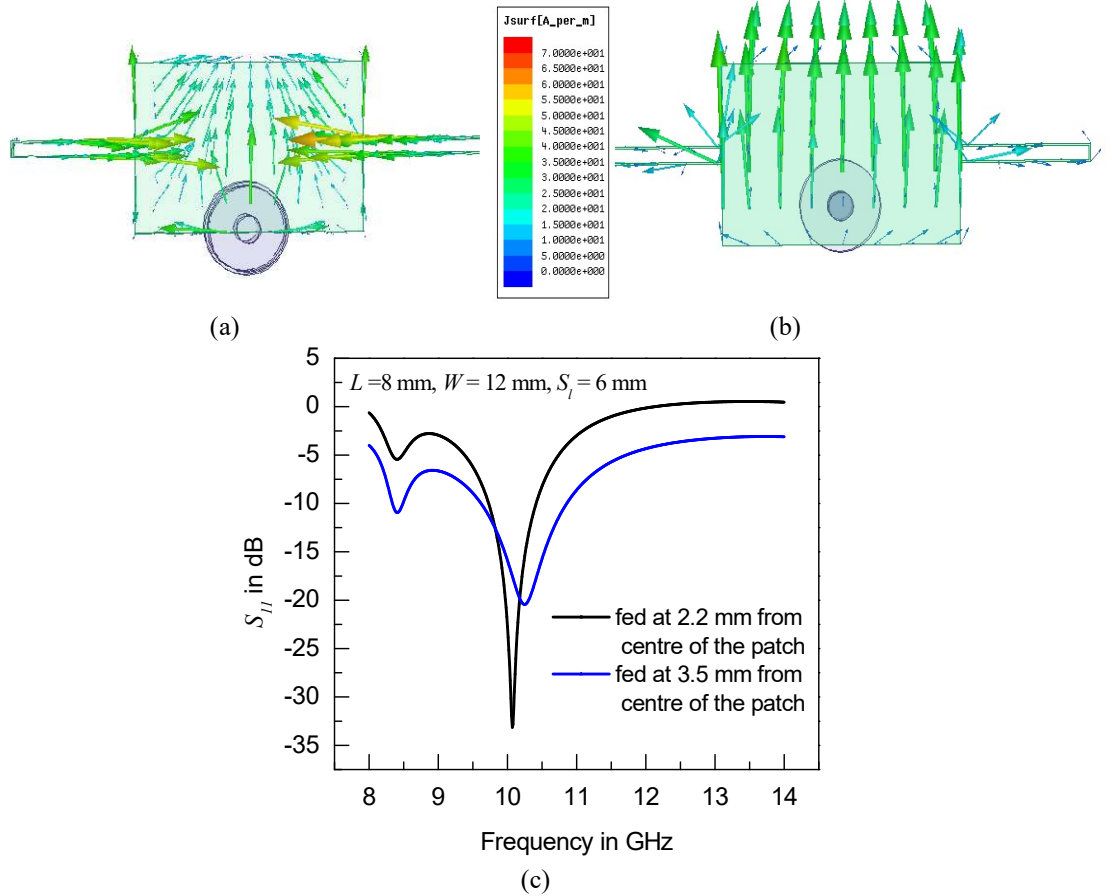 Jsurf[A_per_m]
7.0000e+001
6.5000e+001
6.0000e+001
5.5000e+001
5.0000e+001
4.5000e+001
4.0000e+001
3.5000e+001
3.0000e+001
2.5000e+001
2.0000e+001
1.5000e+001
1.0000e+001
5.0000e+000
0.0000e+000
(a)
(b)
L =8 mm, W = 12 mm, S_l = 6 mm
5
0
-5
-10
-15
-20
-25
-30
-35
S_11 in dB
fed at 2.2 mm from
centre of the patch
fed at 3.5 mm from
centre of the patch
8 9 10 11 12 13 14
Frequency in GHz
(c)